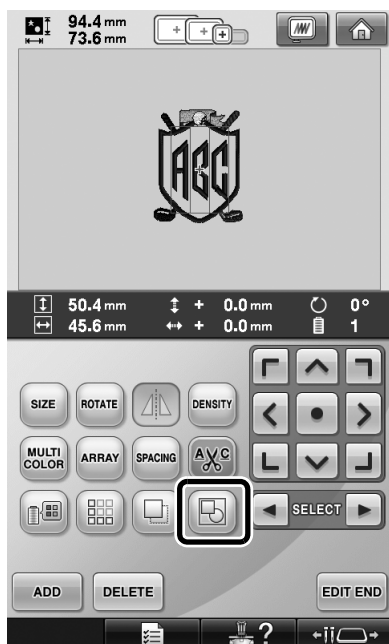 94.4 mm
73.6 mm
ABC
50.4 mm + 0.0 mm 0°
45.6 mm + 0.0 mm 1
SIZE ROTATE DENSITY
MULTI COLOR ARRAY SPACING A C
SELECT
ADD DELETE EDIT END
?